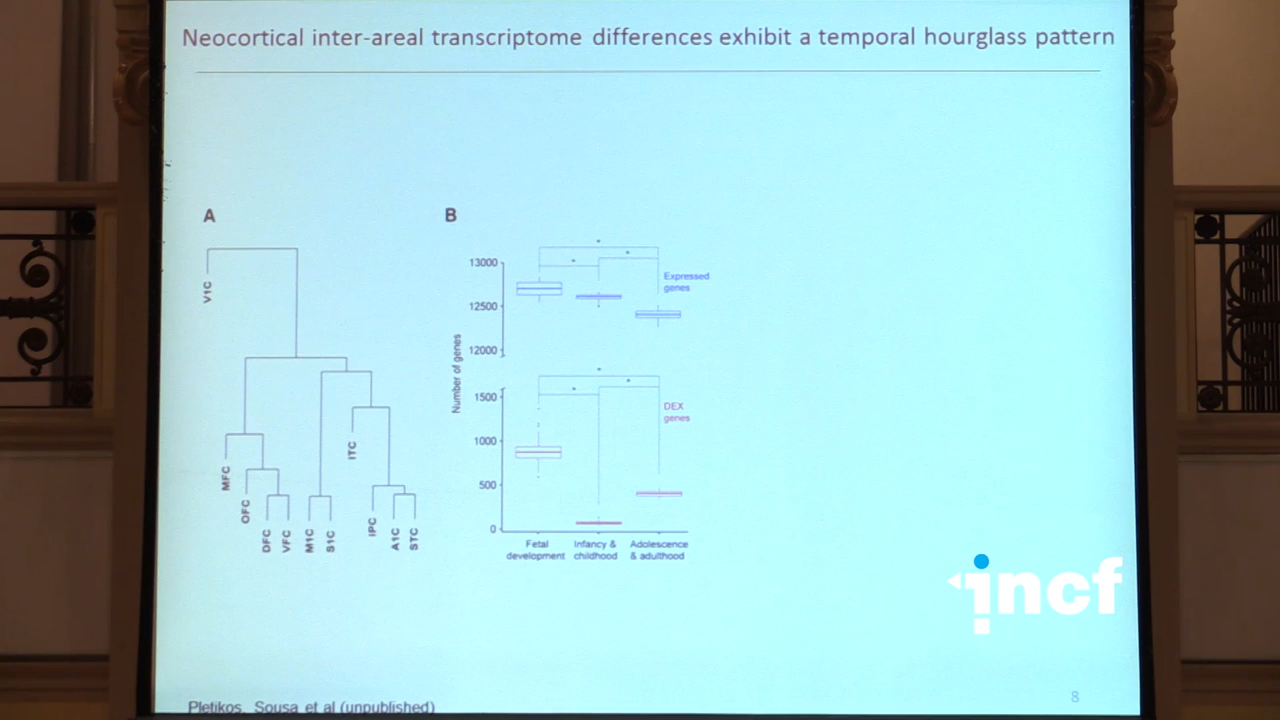 Neocortical inter-areal transcriptome differences exhibit a temporal hourglass pattern
A
V1C
MFC
OFC
DFC
VFC
M1C
S1C
ITC
IPC
A1C
STC
B
Number of genes
13000
12500
12000
Expressed
genes
1500
1000
500
0
DEX
genes
Fetal
development
Infancy &
childhood
Adolescence
& adulthood
incf
Pletikos, Sousa et al (unpublished)
8